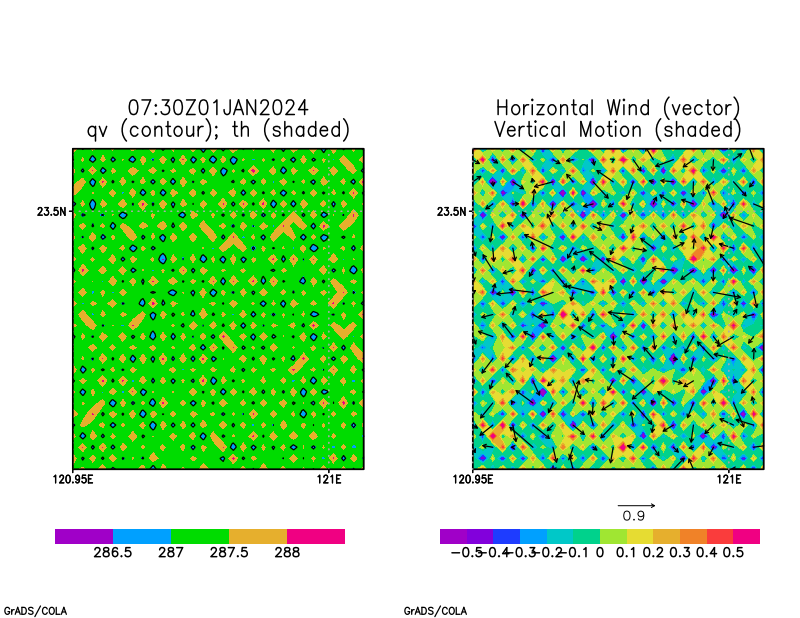 07:30Z01JAN2024
qv (contour); th (shaded)
23.5N
120.95E 121E
286.5 287 287.5 288
Horizontal Wind (vector)
Vertical Motion (shaded)
23.5N
120.95E 121E
0.9
-0.5 -0.4 -0.3 -0.2 -0.1 0 0.1 0.2 0.3 0.4 0.5
GrADS/COLA
GrADS/COLA